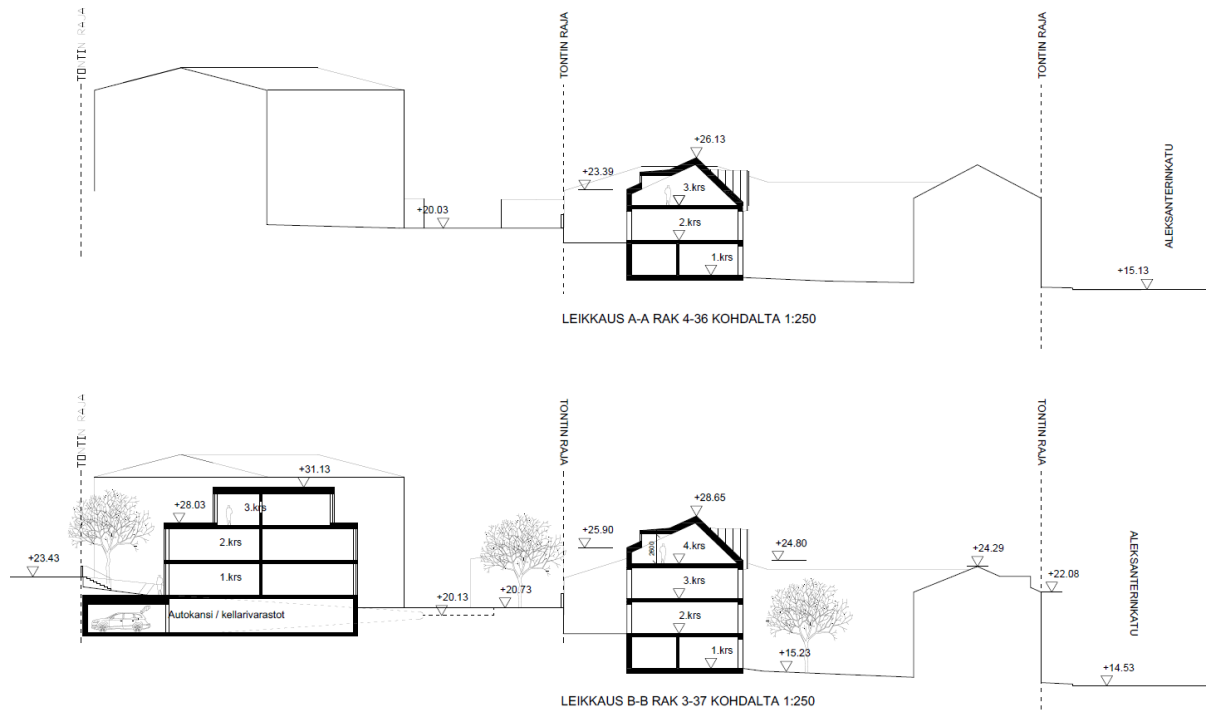 TONTIN RAJA
TONTIN RAJA
TONTIN RAJA
+26.13
+23.39
3.krs
+20.03
2.krs
1.krs
ALEKSANTERINKATU
+15.13
LEIKKAUS A-A RAK 4-36 KOHDALTA 1:250
TONTIN RAJA
TONTIN RAJA
TONTIN RAJA
+31.13
+28.03
3.krs
+28.65
2.krs
+25.90
2600
4.krs
+24.80
+24.29
+23.43
1.krs
3.krs
+22.08
ALEKSANTERINKATU
Autokansi / kellarivarastot
+20.13
+20.73
2.krs
1.krs
+15.23
+14.53
LEIKKAUS B-B RAK 3-37 KOHDALTA 1:250